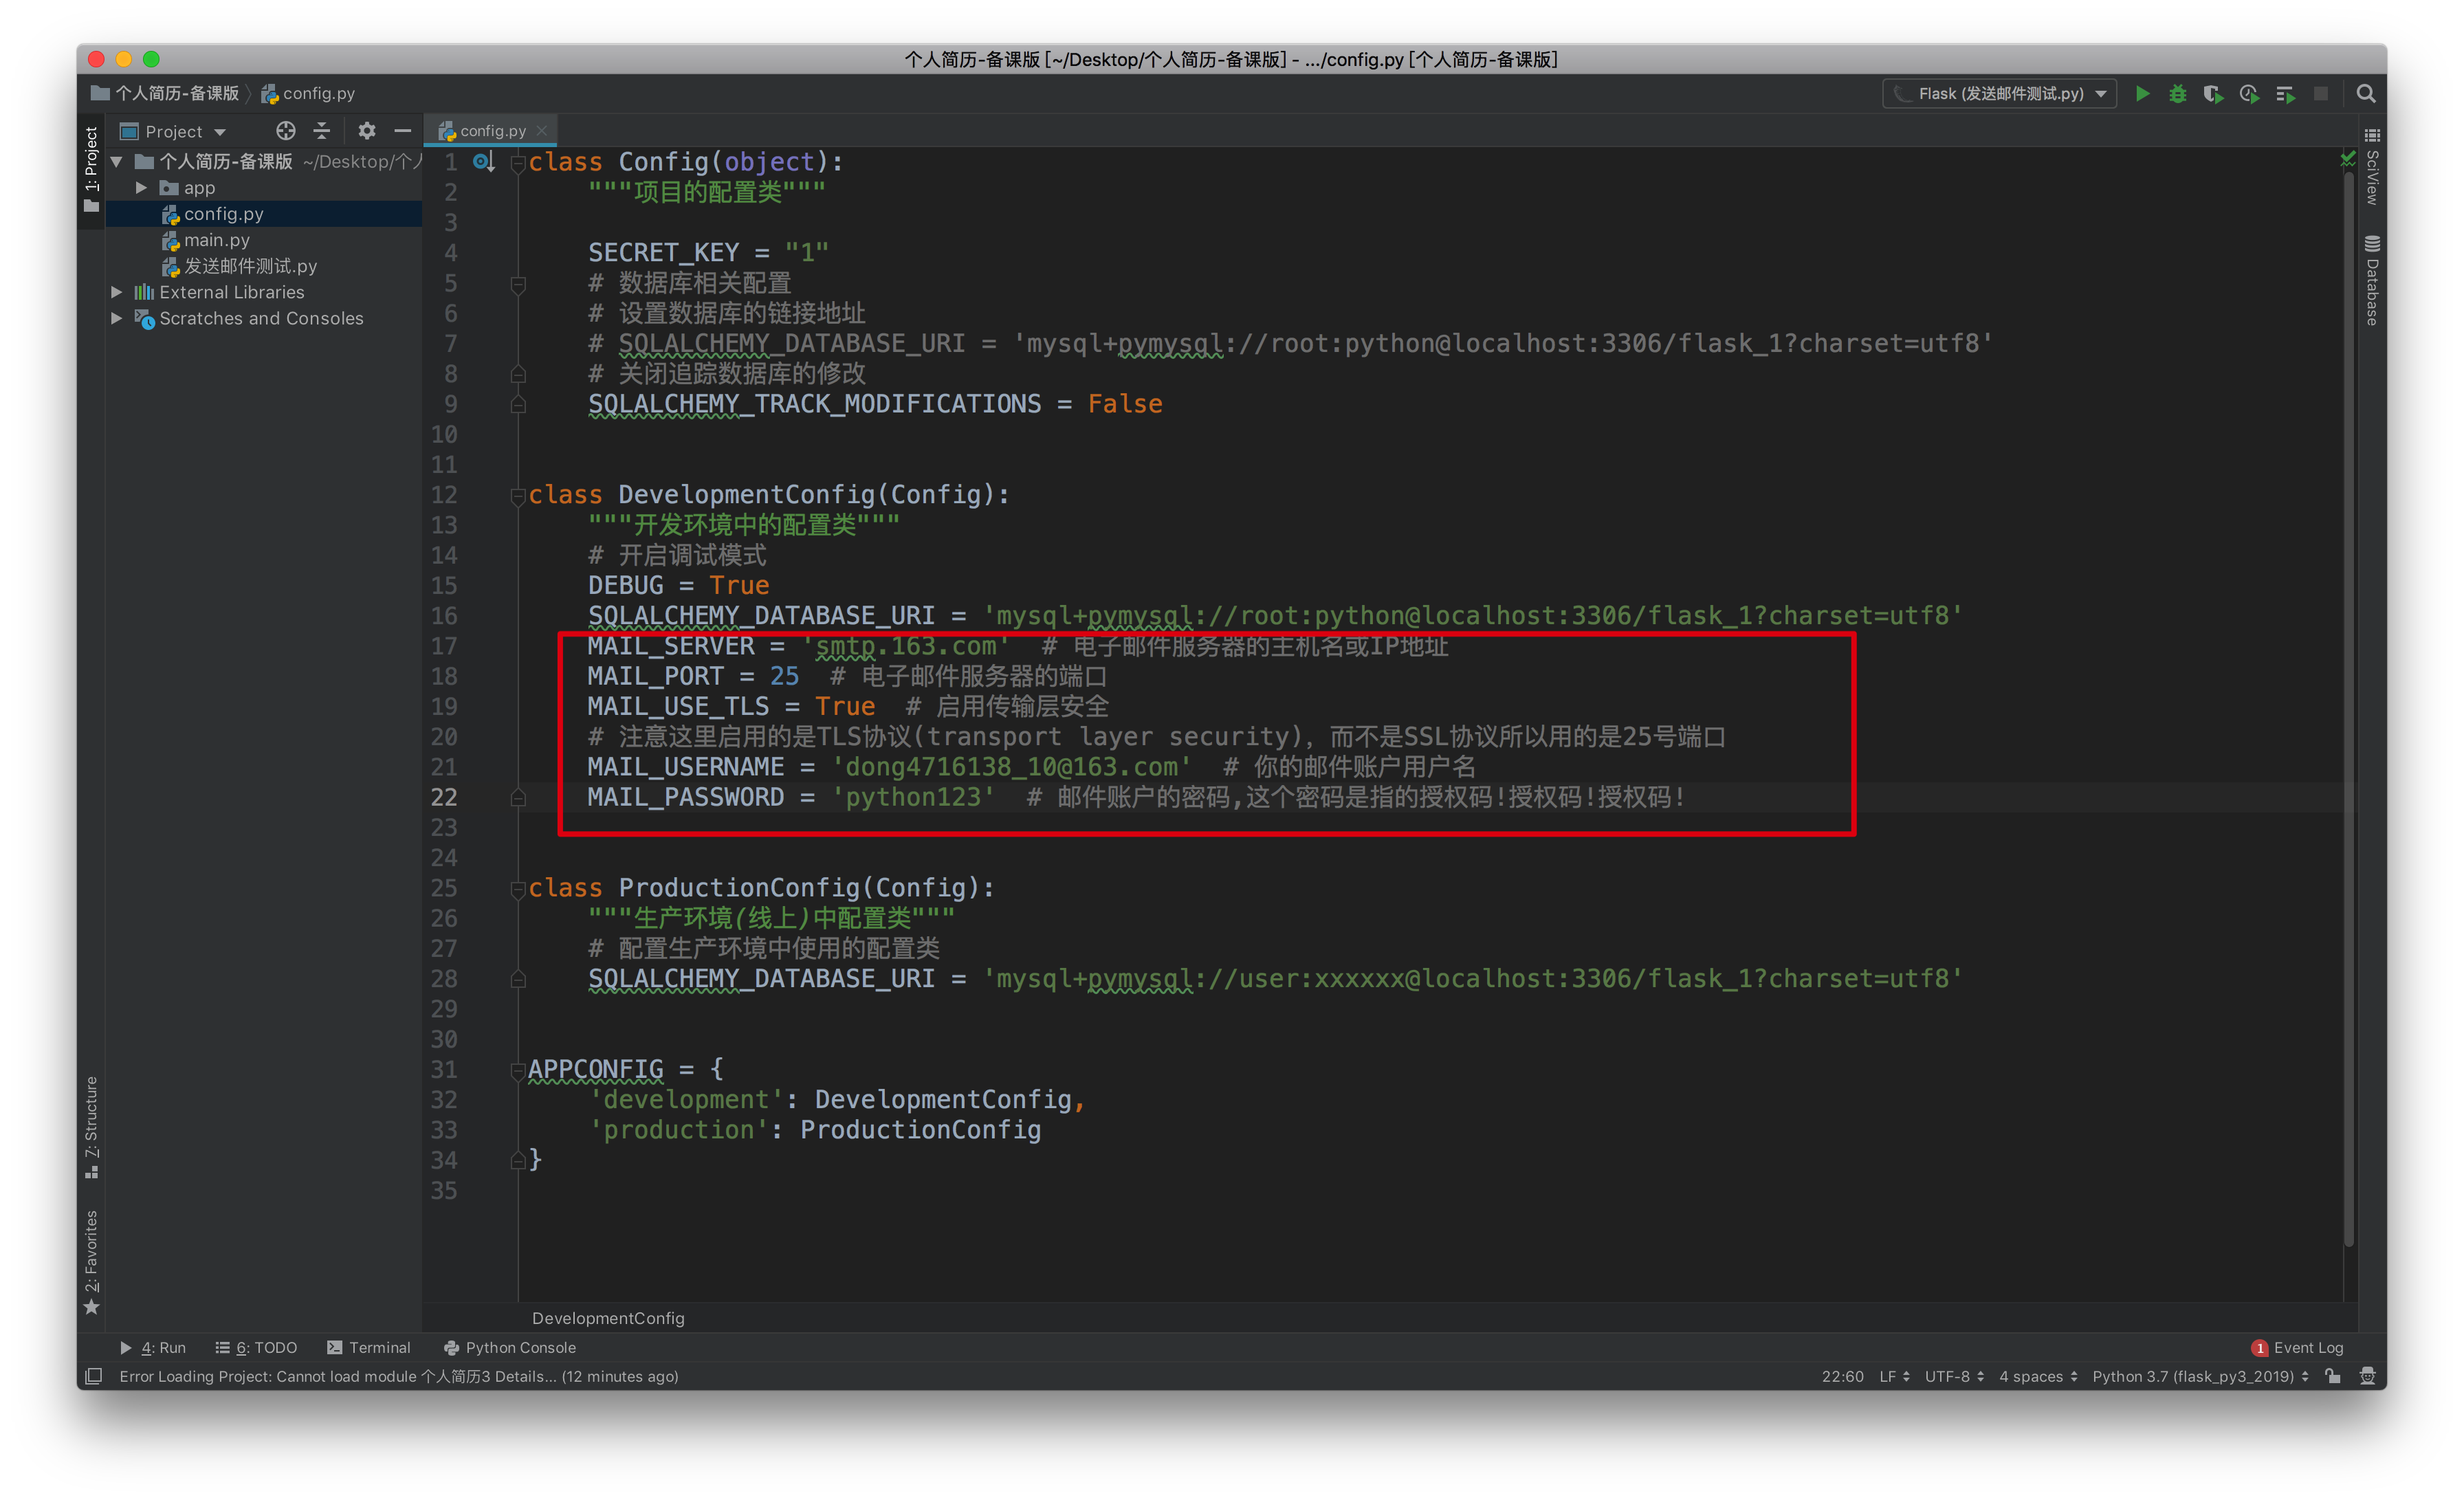 个人简历-备课版 [~/Desktop/个人简历-备课版] - .../config.py [个人简历-备课版]
个人简历-备课版 config.py
Flask (发送邮件测试.py)
1: Project
Project
个人简历-备课版 ~/Desktop/个人
app
config.py
main.py
发送邮件测试.py
External Libraries
Scratches and Consoles
config.py
1 class Config(object):
2 """项目的配置类"""
3
4 SECRET_KEY = "1"
5 # 数据库相关配置
6 # 设置数据库的链接地址
7 # SQLALCHEMY_DATABASE_URI = 'mysql+pymysql://root:python@localhost:3306/flask_1?charset=utf8'
8 # 关闭追踪数据库的修改
9 SQLALCHEMY_TRACK_MODIFICATIONS = False
10
11
12 class DevelopmentConfig(Config):
13 """开发环境中的配置类"""
14 # 开启调试模式
15 DEBUG = True
16 SQLALCHEMY_DATABASE_URI = 'mysql+pymysql://root:python@localhost:3306/flask_1?charset=utf8'
17 MAIL_SERVER = 'smtp.163.com' # 电子邮件服务器的主机名或IP地址
18 MAIL_PORT = 25 # 电子邮件服务器的端口
19 MAIL_USE_TLS = True # 启用传输层安全
20 # 注意这里启用的是TLS协议(transport layer security)，而不是SSL协议所以用的是25号端口
21 MAIL_USERNAME = 'dong4716138_10@163.com' # 你的邮件账户用户名
22 MAIL_PASSWORD = 'python123' # 邮件账户的密码,这个密码是指的授权码!授权码!授权码!
23
24
25 class ProductionConfig(Config):
26 """生产环境(线上)中配置类"""
27 # 配置生产环境中使用的配置类
28 SQLALCHEMY_DATABASE_URI = 'mysql+pymysql://user:xxxxxx@localhost:3306/flask_1?charset=utf8'
29
30
31 APPCONFIG = {
32 'development': DevelopmentConfig,
33 'production': ProductionConfig
34 }
35
SciView
Database
Z: Structure
2: Favorites
DevelopmentConfig
4: Run 6: TODO Terminal Python Console
1 Event Log
Error Loading Project: Cannot load module 个人简历3 Details... (12 minutes ago)
22:60 LF UTF-8 4 spaces Python 3.7 (flask_py3_2019)